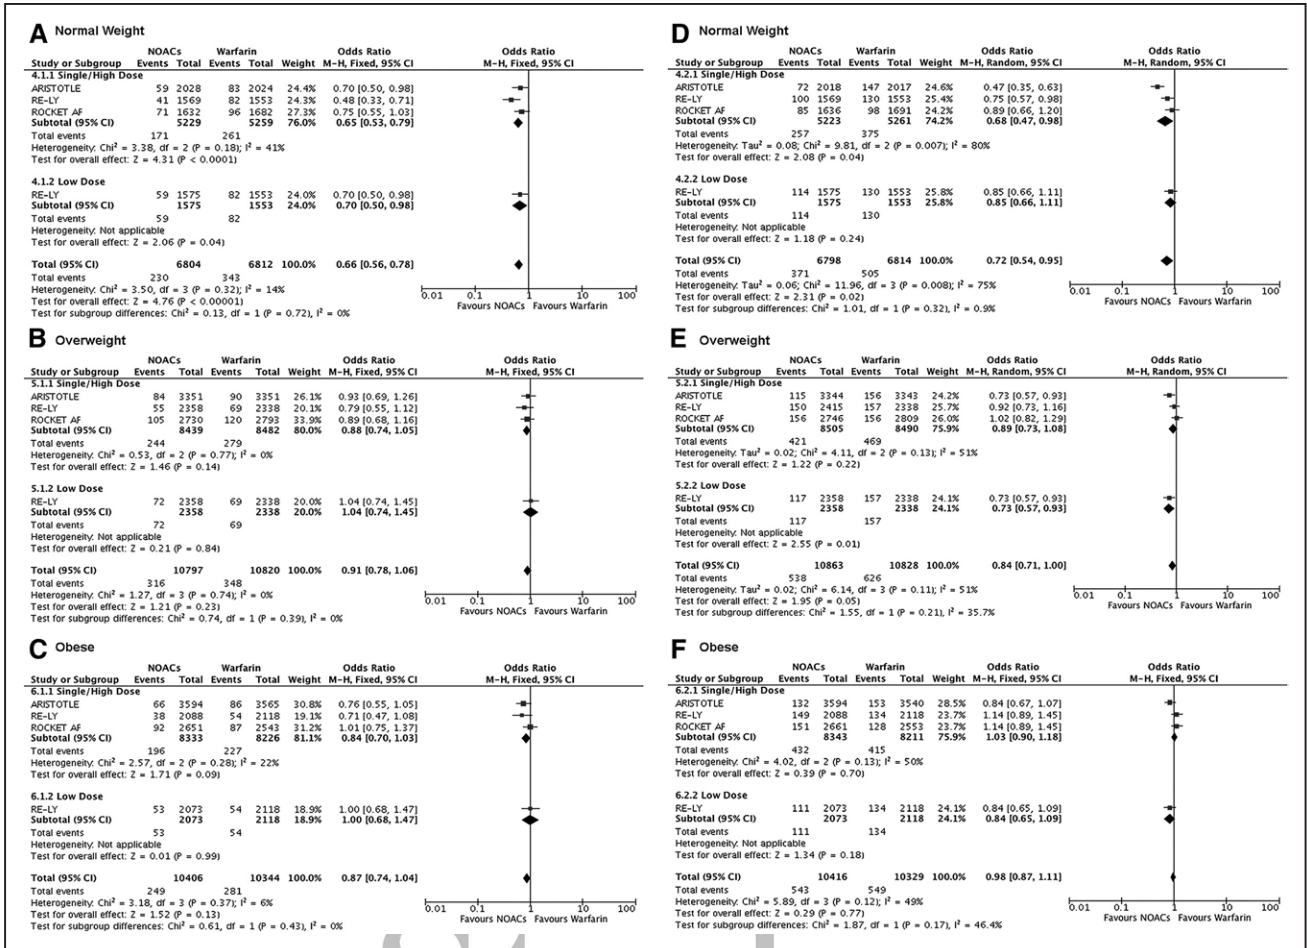 A Normal Weight
NOACs Warfarin Odds Ratio Odds Ratio
Study or Subgroup Events Total Events Total Weight M-H, Fixed, 95% CI M-H, Fixed, 95% CI
4.1.1 Single/High Dose
ARISTOTLE 59 2028 83 2024 24.4% 0.70 [0.50, 0.98]
RE-LY 41 1569 82 1553 24.0% 0.48 [0.33, 0.71]
ROCKET AF 71 1632 96 1682 27.3% 0.75 [0.55, 1.03]
Subtotal (95% CI) 5229 5259 76.0% 0.65 [0.53, 0.79]
Total events 171 261
Heterogeneity: Chi² = 3.38, df = 2 (P = 0.18); I² = 41%
Test for overall effect: Z = 4.31 (P < 0.0001)
4.1.2 Low Dose
RE-LY 59 1575 82 1553 24.0% 0.70 [0.50, 0.98]
Subtotal (95% CI) 1575 1553 24.0% 0.70 [0.50, 0.98]
Total events 59 82
Heterogeneity: Not applicable
Test for overall effect: Z = 2.06 (P = 0.04)
Total (95% CI) 6804 6812 100.0% 0.66 [0.56, 0.78]
Total events 230 343
Heterogeneity: Chi² = 3.50, df = 3 (P = 0.32); I² = 14%
Test for overall effect: Z = 4.76 (P < 0.00001)
Test for subgroup differences: Chi² = 0.13, df = 1 (P = 0.72), I² = 0%
0.01 0.1 1 10 100
Favours NOACs Favours Warfarin
B Overweight
NOACs Warfarin Odds Ratio Odds Ratio
Study or Subgroup Events Total Events Total Weight M-H, Fixed, 95% CI M-H, Fixed, 95% CI
5.1.1 Single/High Dose
ARISTOTLE 84 3351 90 3351 26.1% 0.93 [0.69, 1.26]
RE-LY 55 2358 69 2338 20.1% 0.79 [0.55, 1.12]
ROCKET AF 105 2730 120 2793 33.9% 0.89 [0.68, 1.16]
Subtotal (95% CI) 8439 8482 80.0% 0.88 [0.74, 1.05]
Total events 244 279
Heterogeneity: Chi² = 0.53, df = 2 (P = 0.77); I² = 0%
Test for overall effect: Z = 1.46 (P = 0.14)
5.1.2 Low Dose
RE-LY 72 2358 69 2338 20.0% 1.04 [0.74, 1.45]
Subtotal (95% CI) 2358 2338 20.0% 1.04 [0.74, 1.45]
Total events 72 69
Heterogeneity: Not applicable
Test for overall effect: Z = 0.21 (P = 0.84)
Total (95% CI) 10797 10820 100.0% 0.91 [0.78, 1.06]
Total events 316 348
Heterogeneity: Chi² = 1.27, df = 3 (P = 0.74); I² = 0%
Test for overall effect: Z = 1.21 (P = 0.23)
Test for subgroup differences: Chi² = 0.74, df = 1 (P = 0.39), I² = 0%
0.01 0.1 1 10 100
Favours NOACs Favours Warfarin
C Obese
NOACs Warfarin Odds Ratio Odds Ratio
Study or Subgroup Events Total Events Total Weight M-H, Fixed, 95% CI M-H, Fixed, 95% CI
6.1.1 Single/High Dose
ARISTOTLE 66 3594 86 3565 30.8% 0.76 [0.55, 1.05]
RE-LY 38 2088 54 2118 19.1% 0.71 [0.47, 1.08]
ROCKET AF 92 2651 87 2543 31.2% 1.01 [0.75, 1.37]
Subtotal (95% CI) 8333 8226 81.1% 0.84 [0.70, 1.03]
Total events 196 227
Heterogeneity: Chi² = 2.57, df = 2 (P = 0.28); I² = 22%
Test for overall effect: Z = 1.71 (P = 0.09)
6.1.2 Low Dose
RE-LY 53 2073 54 2118 18.9% 1.00 [0.68, 1.47]
Subtotal (95% CI) 2073 2118 18.9% 1.00 [0.68, 1.47]
Total events 53 54
Heterogeneity: Not applicable
Test for overall effect: Z = 0.01 (P = 0.99)
Total (95% CI) 10406 10344 100.0% 0.87 [0.74, 1.04]
Total events 249 281
Heterogeneity: Chi² = 3.18, df = 3 (P = 0.37); I² = 6%
Test for overall effect: Z = 1.52 (P = 0.13)
Test for subgroup differences: Chi² = 0.61, df = 1 (P = 0.43), I² = 0%
0.01 0.1 1 10 100
Favours NOACs Favours Warfarin
D Normal Weight
NOACs Warfarin Odds Ratio Odds Ratio
Study or Subgroup Events Total Events Total Weight M-H, Random, 95% CI M-H, Random, 95% CI
4.2.1 Single/High Dose
ARISTOTLE 72 2018 147 2017 24.6% 0.47 [0.35, 0.63]
RE-LY 100 1569 130 1553 25.2% 0.75 [0.57, 0.98]
ROCKET AF 85 1636 98 1691 24.4% 0.89 [0.66, 1.20]
Subtotal (95% CI) 5223 5261 74.2% 0.68 [0.47, 0.98]
Total events 257 375
Heterogeneity: Tau² = 0.08; Chi² = 9.81, df = 2 (P = 0.007); I² = 80%
Test for overall effect: Z = 2.08 (P = 0.04)
4.2.2 Low Dose
RE-LY 114 1575 130 1553 25.8% 0.85 [0.66, 1.11]
Subtotal (95% CI) 1575 1553 25.8% 0.85 [0.66, 1.11]
Total events 114 130
Heterogeneity: Not applicable
Test for overall effect: Z = 1.18 (P = 0.24)
Total (95% CI) 6798 6814 100.0% 0.72 [0.54, 0.95]
Total events 371 505
Heterogeneity: Tau² = 0.06; Chi² = 11.96, df = 3 (P = 0.008); I² = 75%
Test for overall effect: Z = 2.31 (P = 0.02)
Test for subgroup differences: Chi² = 1.01, df = 1 (P = 0.32), I² = 0.9%
0.01 0.1 1 10 100
Favours NOACs Favours Warfarin
E Overweight
NOACs Warfarin Odds Ratio Odds Ratio
Study or Subgroup Events Total Events Total Weight M-H, Random, 95% CI M-H, Random, 95% CI
5.2.1 Single/High Dose
ARISTOTLE 115 3344 156 3343 24.2% 0.73 [0.57, 0.93]
RE-LY 150 2415 157 2338 25.7% 0.92 [0.73, 1.16]
ROCKET AF 156 2746 156 2809 26.0% 1.02 [0.82, 1.29]
Subtotal (95% CI) 8505 8490 75.9% 0.89 [0.73, 1.08]
Total events 421 469
Heterogeneity: Tau² = 0.02; Chi² = 4.11, df = 2 (P = 0.13); I² = 51%
Test for overall effect: Z = 1.22 (P = 0.22)
5.2.2 Low Dose
RE-LY 117 2358 157 2338 24.1% 0.73 [0.57, 0.93]
Subtotal (95% CI) 2358 2338 24.1% 0.73 [0.57, 0.93]
Total events 117 157
Heterogeneity: Not applicable
Test for overall effect: Z = 2.55 (P = 0.01)
Total (95% CI) 10863 10828 100.0% 0.84 [0.71, 1.00]
Total events 538 626
Heterogeneity: Tau² = 0.02; Chi² = 6.14, df = 3 (P = 0.11); I² = 51%
Test for overall effect: Z = 1.95 (P = 0.05)
Test for subgroup differences: Chi² = 1.55, df = 1 (P = 0.21), I² = 35.7%
0.01 0.1 1 10 100
Favours NOACs Favours Warfarin
F Obese
NOACs Warfarin Odds Ratio Odds Ratio
Study or Subgroup Events Total Events Total Weight M-H, Fixed, 95% CI M-H, Fixed, 95% CI
6.2.1 Single/High Dose
ARISTOTLE 132 3594 153 3540 28.5% 0.84 [0.67, 1.07]
RE-LY 149 2088 134 2118 23.7% 1.14 [0.89, 1.45]
ROCKET AF 151 2661 128 2553 23.7% 1.14 [0.89, 1.45]
Subtotal (95% CI) 8343 8211 75.9% 1.03 [0.90, 1.18]
Total events 432 415
Heterogeneity: Chi² = 4.02, df = 2 (P = 0.13); I² = 50%
Test for overall effect: Z = 0.39 (P = 0.70)
6.2.2 Low Dose
RE-LY 111 2073 134 2118 24.1% 0.84 [0.65, 1.09]
Subtotal (95% CI) 2073 2118 24.1% 0.84 [0.65, 1.09]
Total events 111 134
Heterogeneity: Not applicable
Test for overall effect: Z = 1.34 (P = 0.18)
Total (95% CI) 10416 10329 100.0% 0.98 [0.87, 1.11]
Total events 543 549
Heterogeneity: Chi² = 5.89, df = 3 (P = 0.12); I² = 49%
Test for overall effect: Z = 0.29 (P = 0.77)
Test for subgroup differences: Chi² = 1.87, df = 1 (P = 0.17), I² = 46.4%
0.01 0.1 1 10 100
Favours NOACs Favours Warfarin